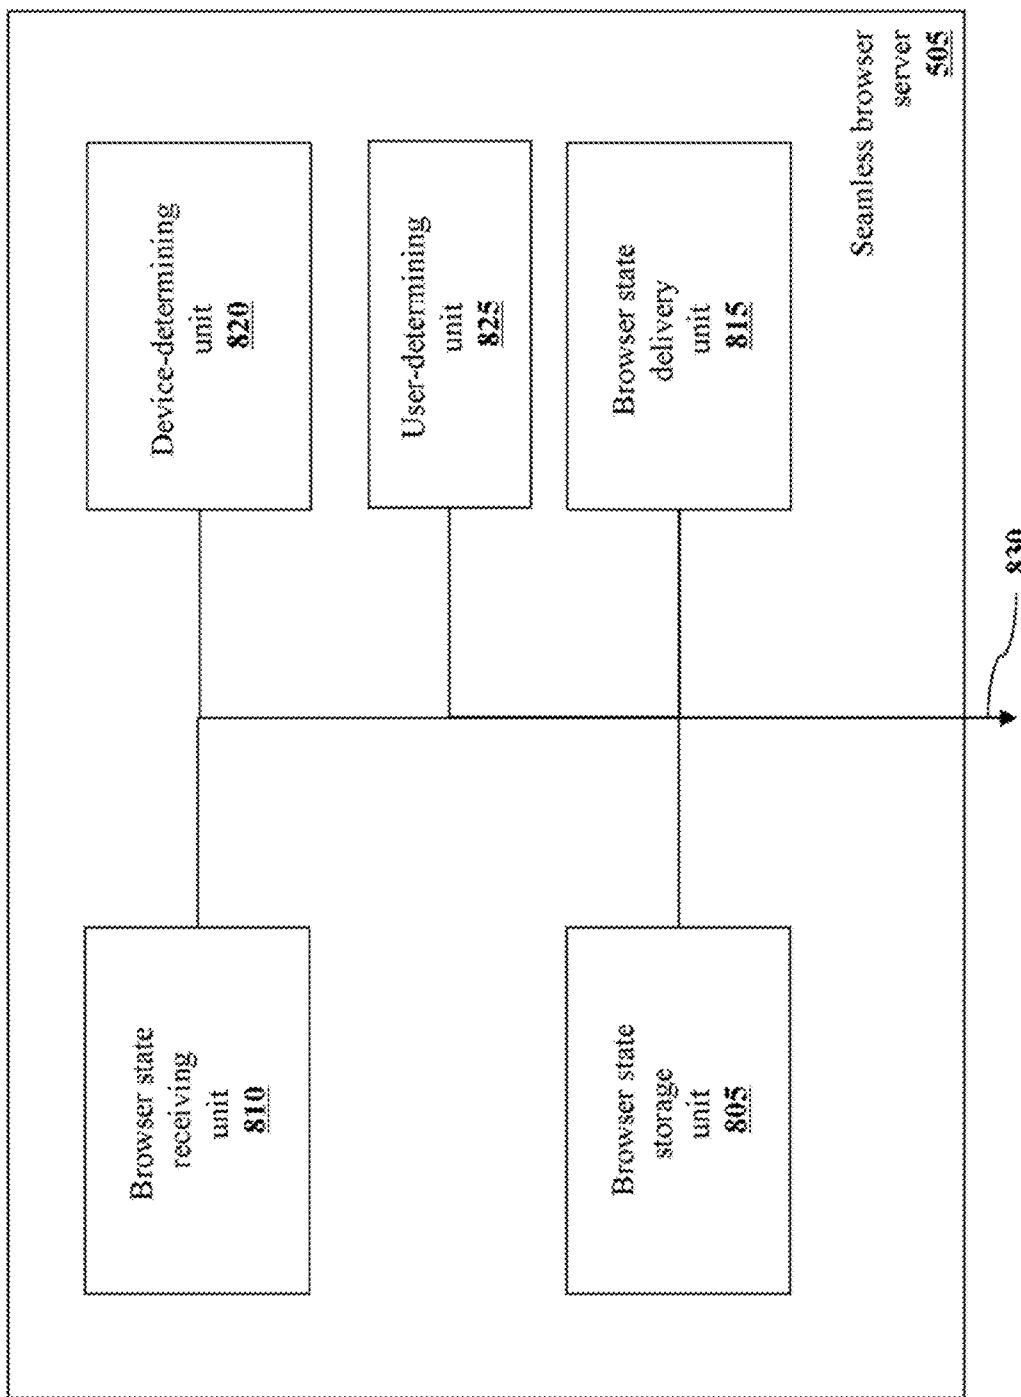 Browser state
receiving
unit
810
Device-determining
unit
820
User-determining
unit
825
Browser state
storage
unit
805
Browser state
delivery
unit
815
Seamless browser
server
505
830